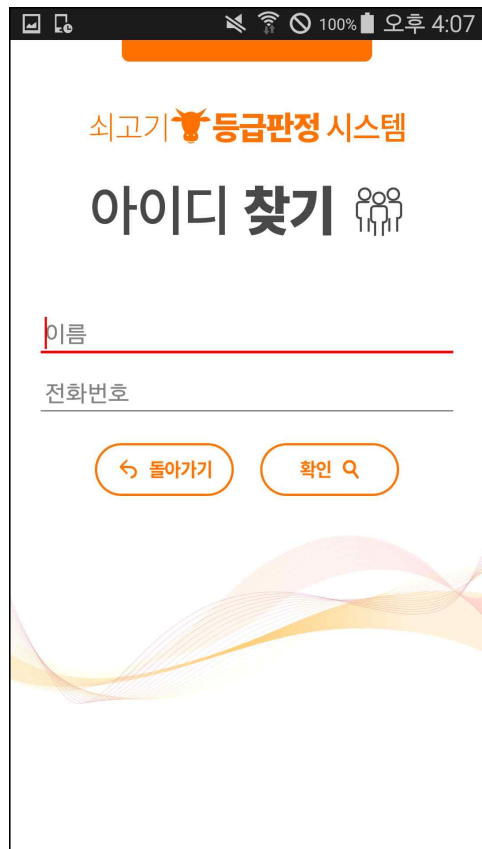 100% 오후 4:07
쇠고기 등급판정 시스템
아이디 찾기
이름
전화번호
돌아가기 확인